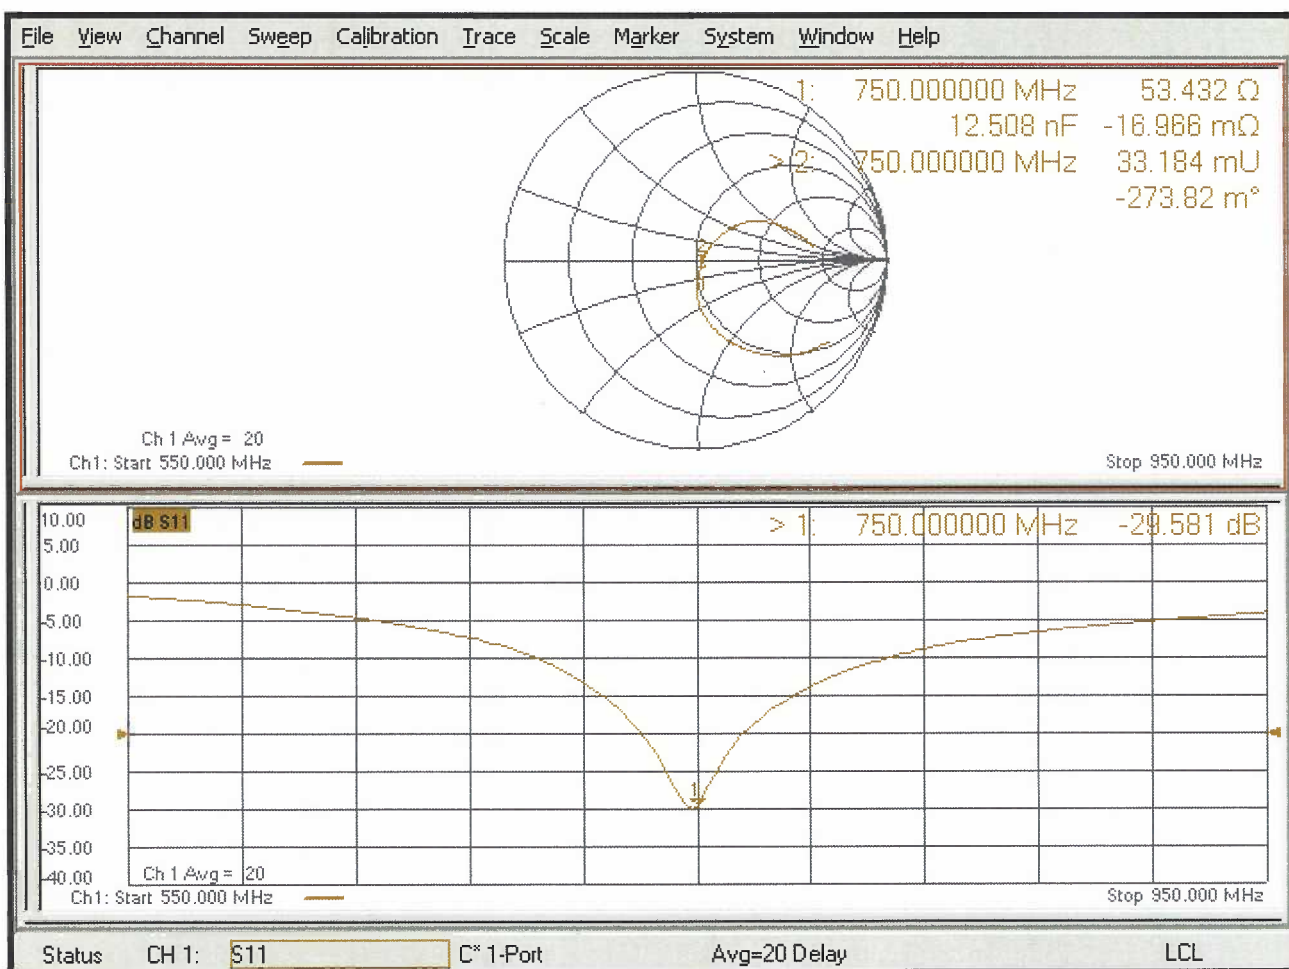 File View Channel Sweep Calibration Trace Scale Marker System Window Help
1: 750.000000 MHz 53.432 Ω
12.508 nF -16.966 mΩ
> 2: 750.000000 MHz 33.184 mU
-273.82 m°
Ch 1 Avg = 20
Ch1: Start 550.000 MHz
Stop 950.000 MHz
10.00
dB S11
> 1: 750.000000 MHz -29.581 dB
5.00
0.00
-5.00
-10.00
-15.00
-20.00
-25.00
-30.00
1
-35.00
-40.00
Ch 1 Avg = 20
Ch1: Start 550.000 MHz
Stop 950.000 MHz
Status CH 1: S11 C* 1-Port Avg=20 Delay LCL